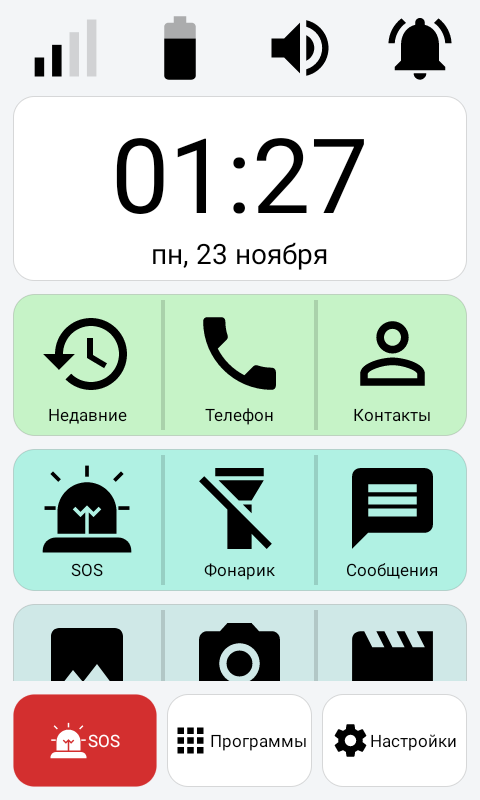 01:27
пн, 23 ноября
Недавние Телефон Контакты
SOS Фонарик Сообщения
SOS Программы Настройки